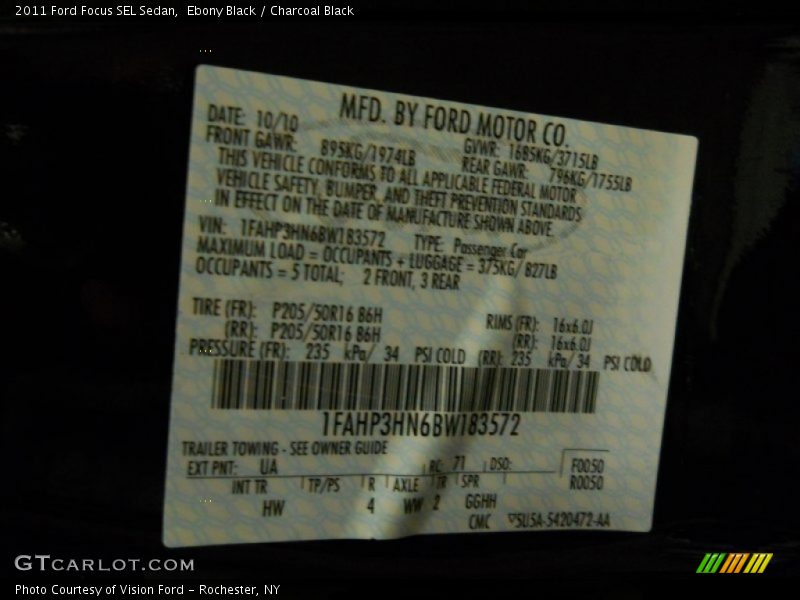 2011 Ford Focus SEL Sedan,  Ebony Black / Charcoal Black
MFD. BY FORD MOTOR CO.
DATE: 10/10
GVWR: 1685KG/3715LB
FRONT GAWR: 895KG/1974LB
REAR GAWR: 796KG/1755LB
THIS VEHICLE CONFORMS TO ALL APPLICABLE FEDERAL MOTOR
VEHICLE SAFETY, BUMPER, AND THEFT PREVENTION STANDARDS
IN EFFECT ON THE DATE OF MANUFACTURE SHOWN ABOVE.
VIN: 1FAHP3HN6BW183572 TYPE: Passenger Car
MAXIMUM LOAD = OCCUPANTS + LUGGAGE = 375KG/ 827LB
OCCUPANTS = 5 TOTAL; 2 FRONT, 3 REAR
TIRE (FR): P205/50R16 86H RIMS (FR): 16x6.0J
(RR): P205/50R16 86H (RR): 16x6.0J
PRESSURE (FR): 235 kPa/ 34 PSI COLD (RR): 235 kPa/ 34 PSI COLD
1FAHP3HN6BW183572
TRAILER TOWING - SEE OWNER GUIDE
EXT PNT: UA RC: 71 DSO: F0050
R0050
INT TR TP/PS R AXLE TR SPR
HW 4 WW 2 GGHH
CMC 5U5A-5420472-AA
GTCARLOT.COM
Photo Courtesy of Vision Ford – Rochester, NY